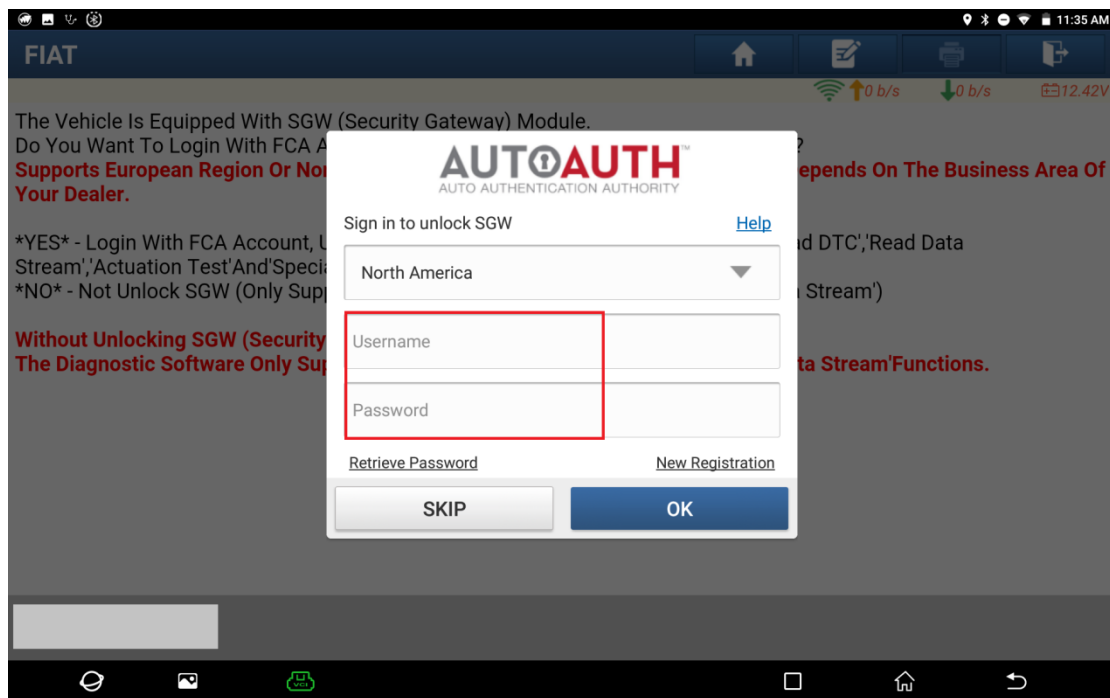 11:35 AM
FIAT
0 b/s
0 b/s
12.42V
The Vehicle Is Equipped With SGW (Security Gateway) Module.
Do You Want To Login With FCA A ?
Supports European Region Or Nor epends On The Business Area Of
Your Dealer.
*YES* - Login With FCA Account, U d DTC','Read Data
Stream','Actuation Test'And'Specia
*NO* - Not Unlock SGW (Only Supp Stream')
Without Unlocking SGW (Security
The Diagnostic Software Only Sup ta Stream'Functions.
AUTOAUTH™
AUTO AUTHENTICATION AUTHORITY
Sign in to unlock SGW Help
North America
Username
Password
Retrieve Password New Registration
SKIP OK
VCI